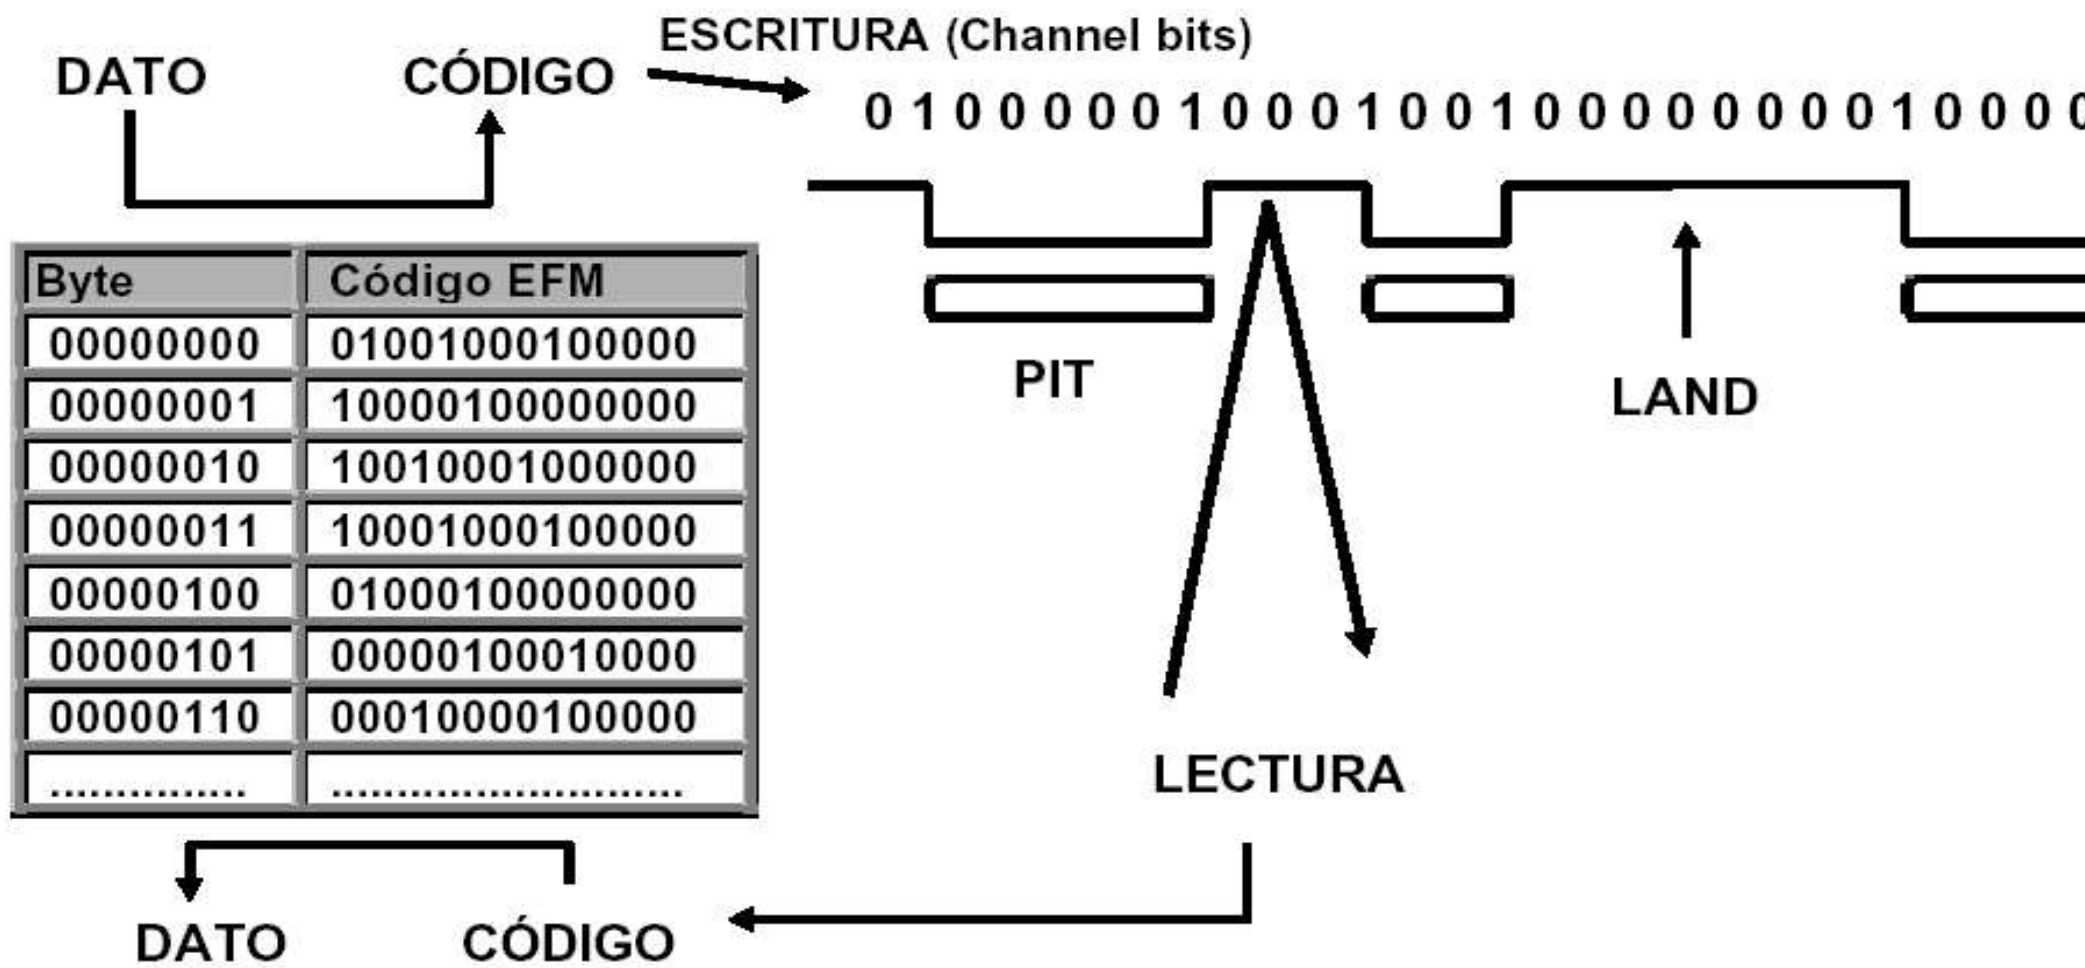 ESCRITURA (Channel bits)
DATO CÓDIGO
0 1 0 0 0 0 0 1 0 0 0 1 0 0 1 0 0 0 0 0 0 0 0 1 0 0 0 0
Byte Código EFM
00000000 01001000100000
00000001 10000100000000
00000010 10010001000000
00000011 10001000100000
00000100 01000100000000
00000101 00000100010000
00000110 00010000100000
............... ...........................
PIT
LAND
LECTURA
DATO CÓDIGO